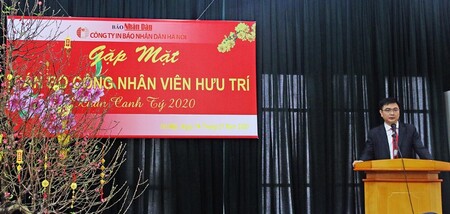 BÁO Nhân Dân
CÔNG TY IN BÁO NHÂN DÂN HÀ NỘI
Gặp Mặt
BỘ CÔNG NHÂN VIÊN HƯU TRÍ
Xuân Canh Tý 2020